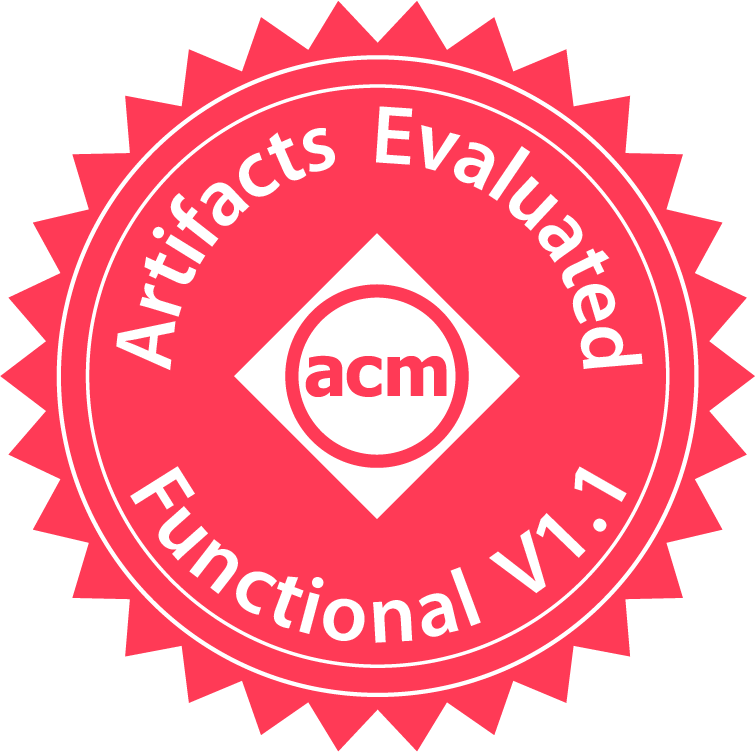 Artifacts Evaluated
acm
Functional V1.1